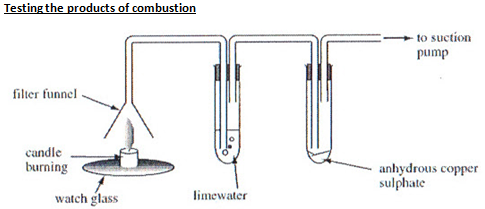 Testing the products of combustion
to suction
pump
filter funnel
candle
burning
watch glass
limewater
anhydrous copper
sulphate